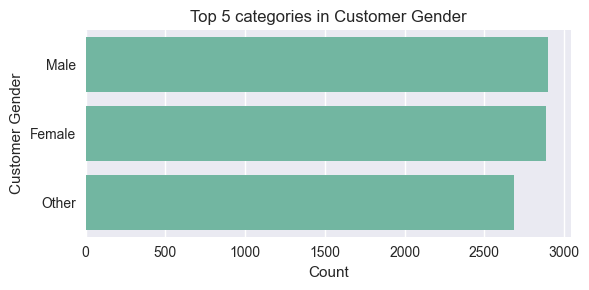 Top 5 categories in Customer Gender
Customer Gender
Male
Female
Other
0 500 1000 1500 2000 2500 3000
Count